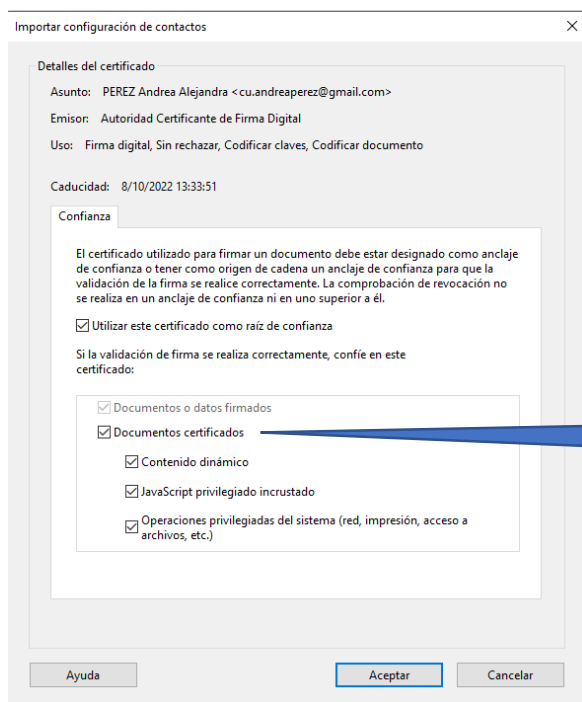 Importar configuración de contactos
Detalles del certificado
Asunto: PEREZ Andrea Alejandra <cu.andreaperez@gmail.com>
Emisor: Autoridad Certificante de Firma Digital
Uso: Firma digital, Sin rechazar, Codificar claves, Codificar documento
Caducidad: 8/10/2022 13:33:51
Confianza
El certificado utilizado para firmar un documento debe estar designado como anclaje
de confianza o tener como origen de cadena un anclaje de confianza para que la
validación de la firma se realice correctamente. La comprobación de revocación no
se realiza en un anclaje de confianza ni en uno superior a él.
Utilizar este certificado como raíz de confianza
Si la validación de firma se realiza correctamente, confíe en este
certificado:
Documentos o datos firmados
Documentos certificados
Contenido dinámico
JavaScript privilegiado incrustado
Operaciones privilegiadas del sistema (red, impresión, acceso a
archivos, etc.)
Ayuda
Aceptar
Cancelar